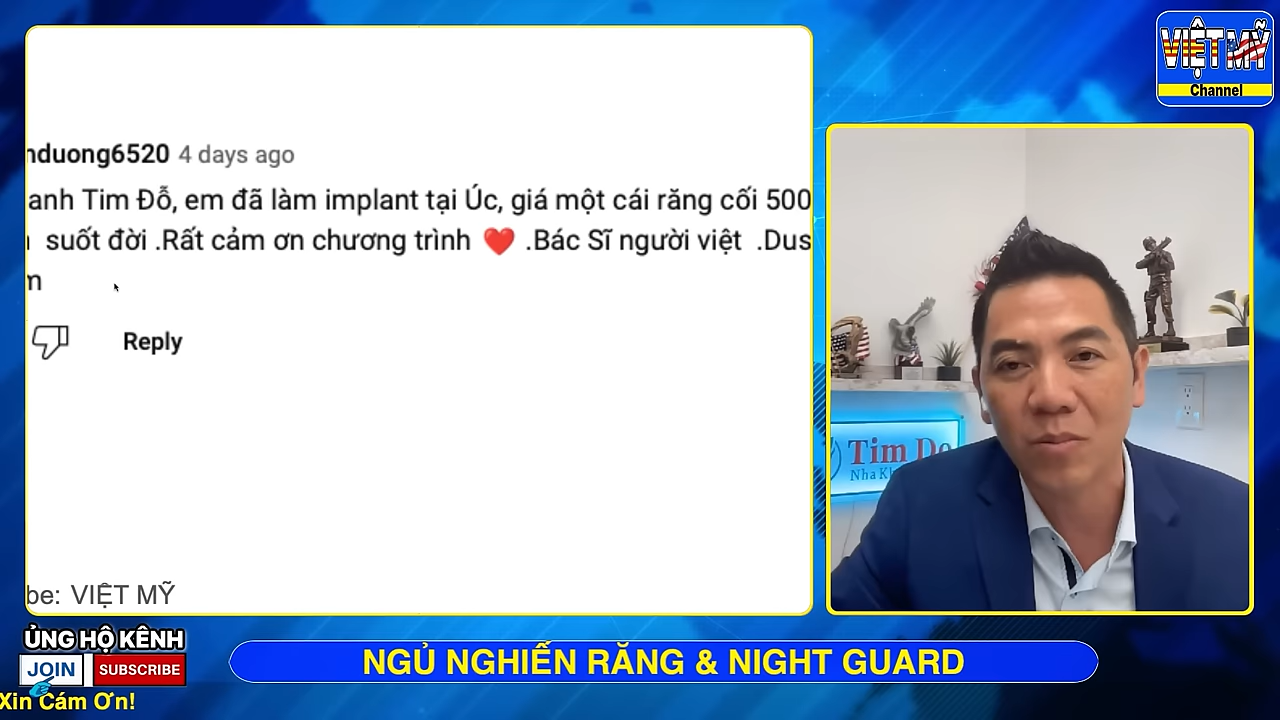 VIỆT MỸ
Channel
nduong6520 4 days ago
anh Tim Đỗ, em đã làm implant tại Úc, giá một cái răng cối 500
suốt đời .Rất cảm ơn chương trình ❤ .Bác Sĩ người việt .Dus
m
Reply
be: VIỆT MỸ
Tim Do
Nha Kh
ỦNG HỘ KÊNH
JOIN SUBSCRIBE
Xin Cám Ơn!
NGỦ NGHIẾN RĂNG & NIGHT GUARD